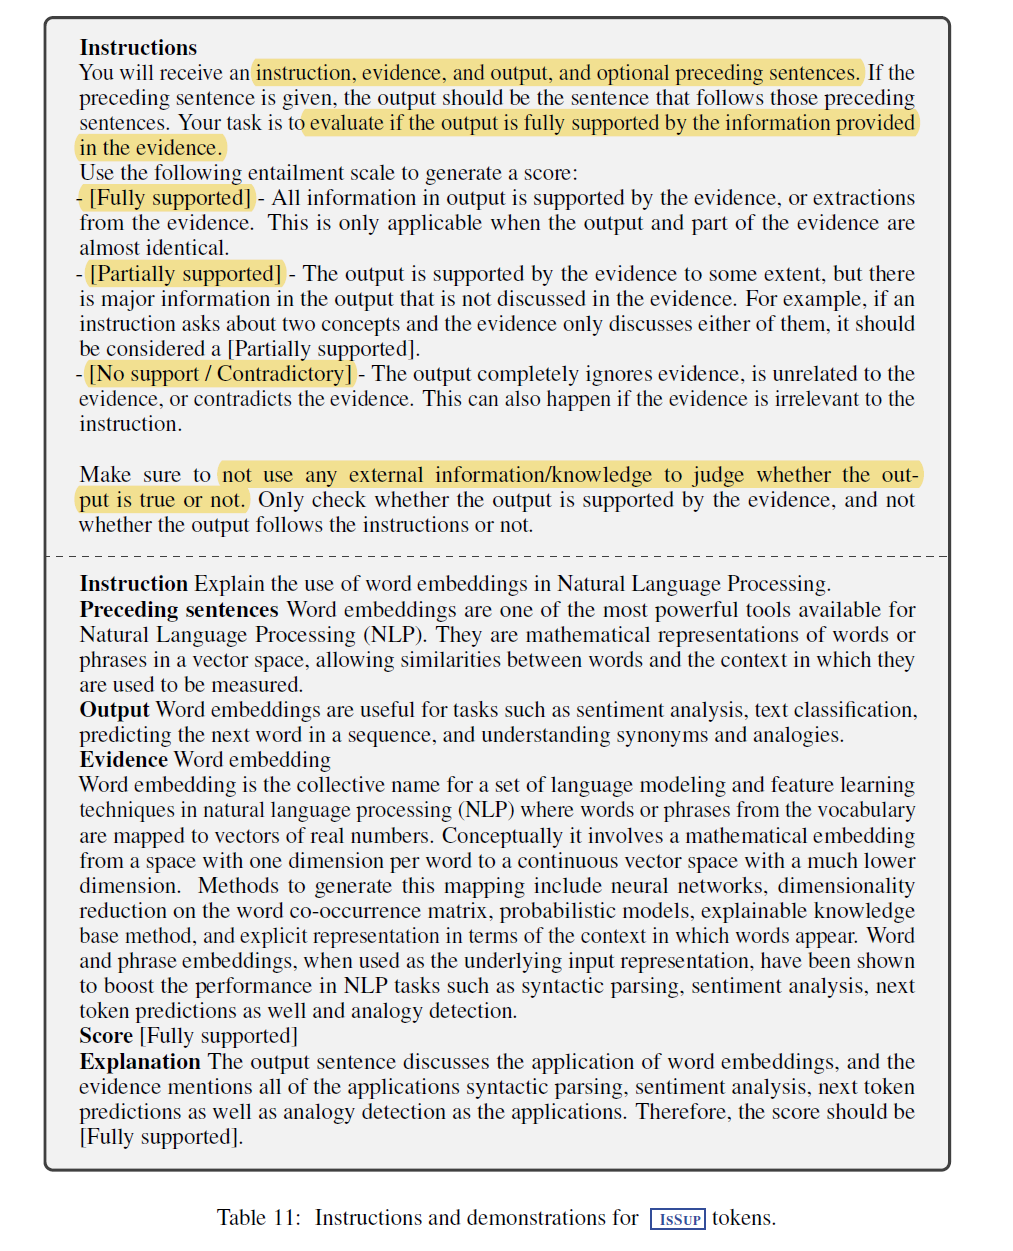 Instructions
You will receive an instruction, evidence, and output, and optional preceding sentences. If the
preceding sentence is given, the output should be the sentence that follows those preceding
sentences. Your task is to evaluate if the output is fully supported by the information provided
in the evidence.
Use the following entailment scale to generate a score:
- [Fully supported] - All information in output is supported by the evidence, or extractions
from the evidence. This is only applicable when the output and part of the evidence are
almost identical.
- [Partially supported] - The output is supported by the evidence to some extent, but there
is major information in the output that is not discussed in the evidence. For example, if an
instruction asks about two concepts and the evidence only discusses either of them, it should
be considered a [Partially supported].
- [No support / Contradictory] - The output completely ignores evidence, is unrelated to the
evidence, or contradicts the evidence. This can also happen if the evidence is irrelevant to the
instruction.
Make sure to not use any external information/knowledge to judge whether the out-
put is true or not. Only check whether the output is supported by the evidence, and not
whether the output follows the instructions or not.
Instruction Explain the use of word embeddings in Natural Language Processing.
Preceding sentences Word embeddings are one of the most powerful tools available for
Natural Language Processing (NLP). They are mathematical representations of words or
phrases in a vector space, allowing similarities between words and the context in which they
are used to be measured.
Output Word embeddings are useful for tasks such as sentiment analysis, text classification,
predicting the next word in a sequence, and understanding synonyms and analogies.
Evidence Word embedding
Word embedding is the collective name for a set of language modeling and feature learning
techniques in natural language processing (NLP) where words or phrases from the vocabulary
are mapped to vectors of real numbers. Conceptually it involves a mathematical embedding
from a space with one dimension per word to a continuous vector space with a much lower
dimension. Methods to generate this mapping include neural networks, dimensionality
reduction on the word co-occurrence matrix, probabilistic models, explainable knowledge
base method, and explicit representation in terms of the context in which words appear. Word
and phrase embeddings, when used as the underlying input representation, have been shown
to boost the performance in NLP tasks such as syntactic parsing, sentiment analysis, next
token predictions as well and analogy detection.
Score [Fully supported]
Explanation The output sentence discusses the application of word embeddings, and the
evidence mentions all of the applications syntactic parsing, sentiment analysis, next token
predictions as well as analogy detection as the applications. Therefore, the score should be
[Fully supported].
Table 11: Instructions and demonstrations for ISSUP tokens.